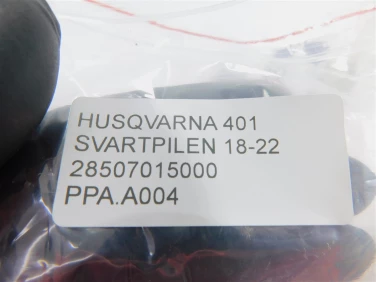 HUSQVARNA 401
SVARTPILEN 18-22
28507015000
PPA.A004